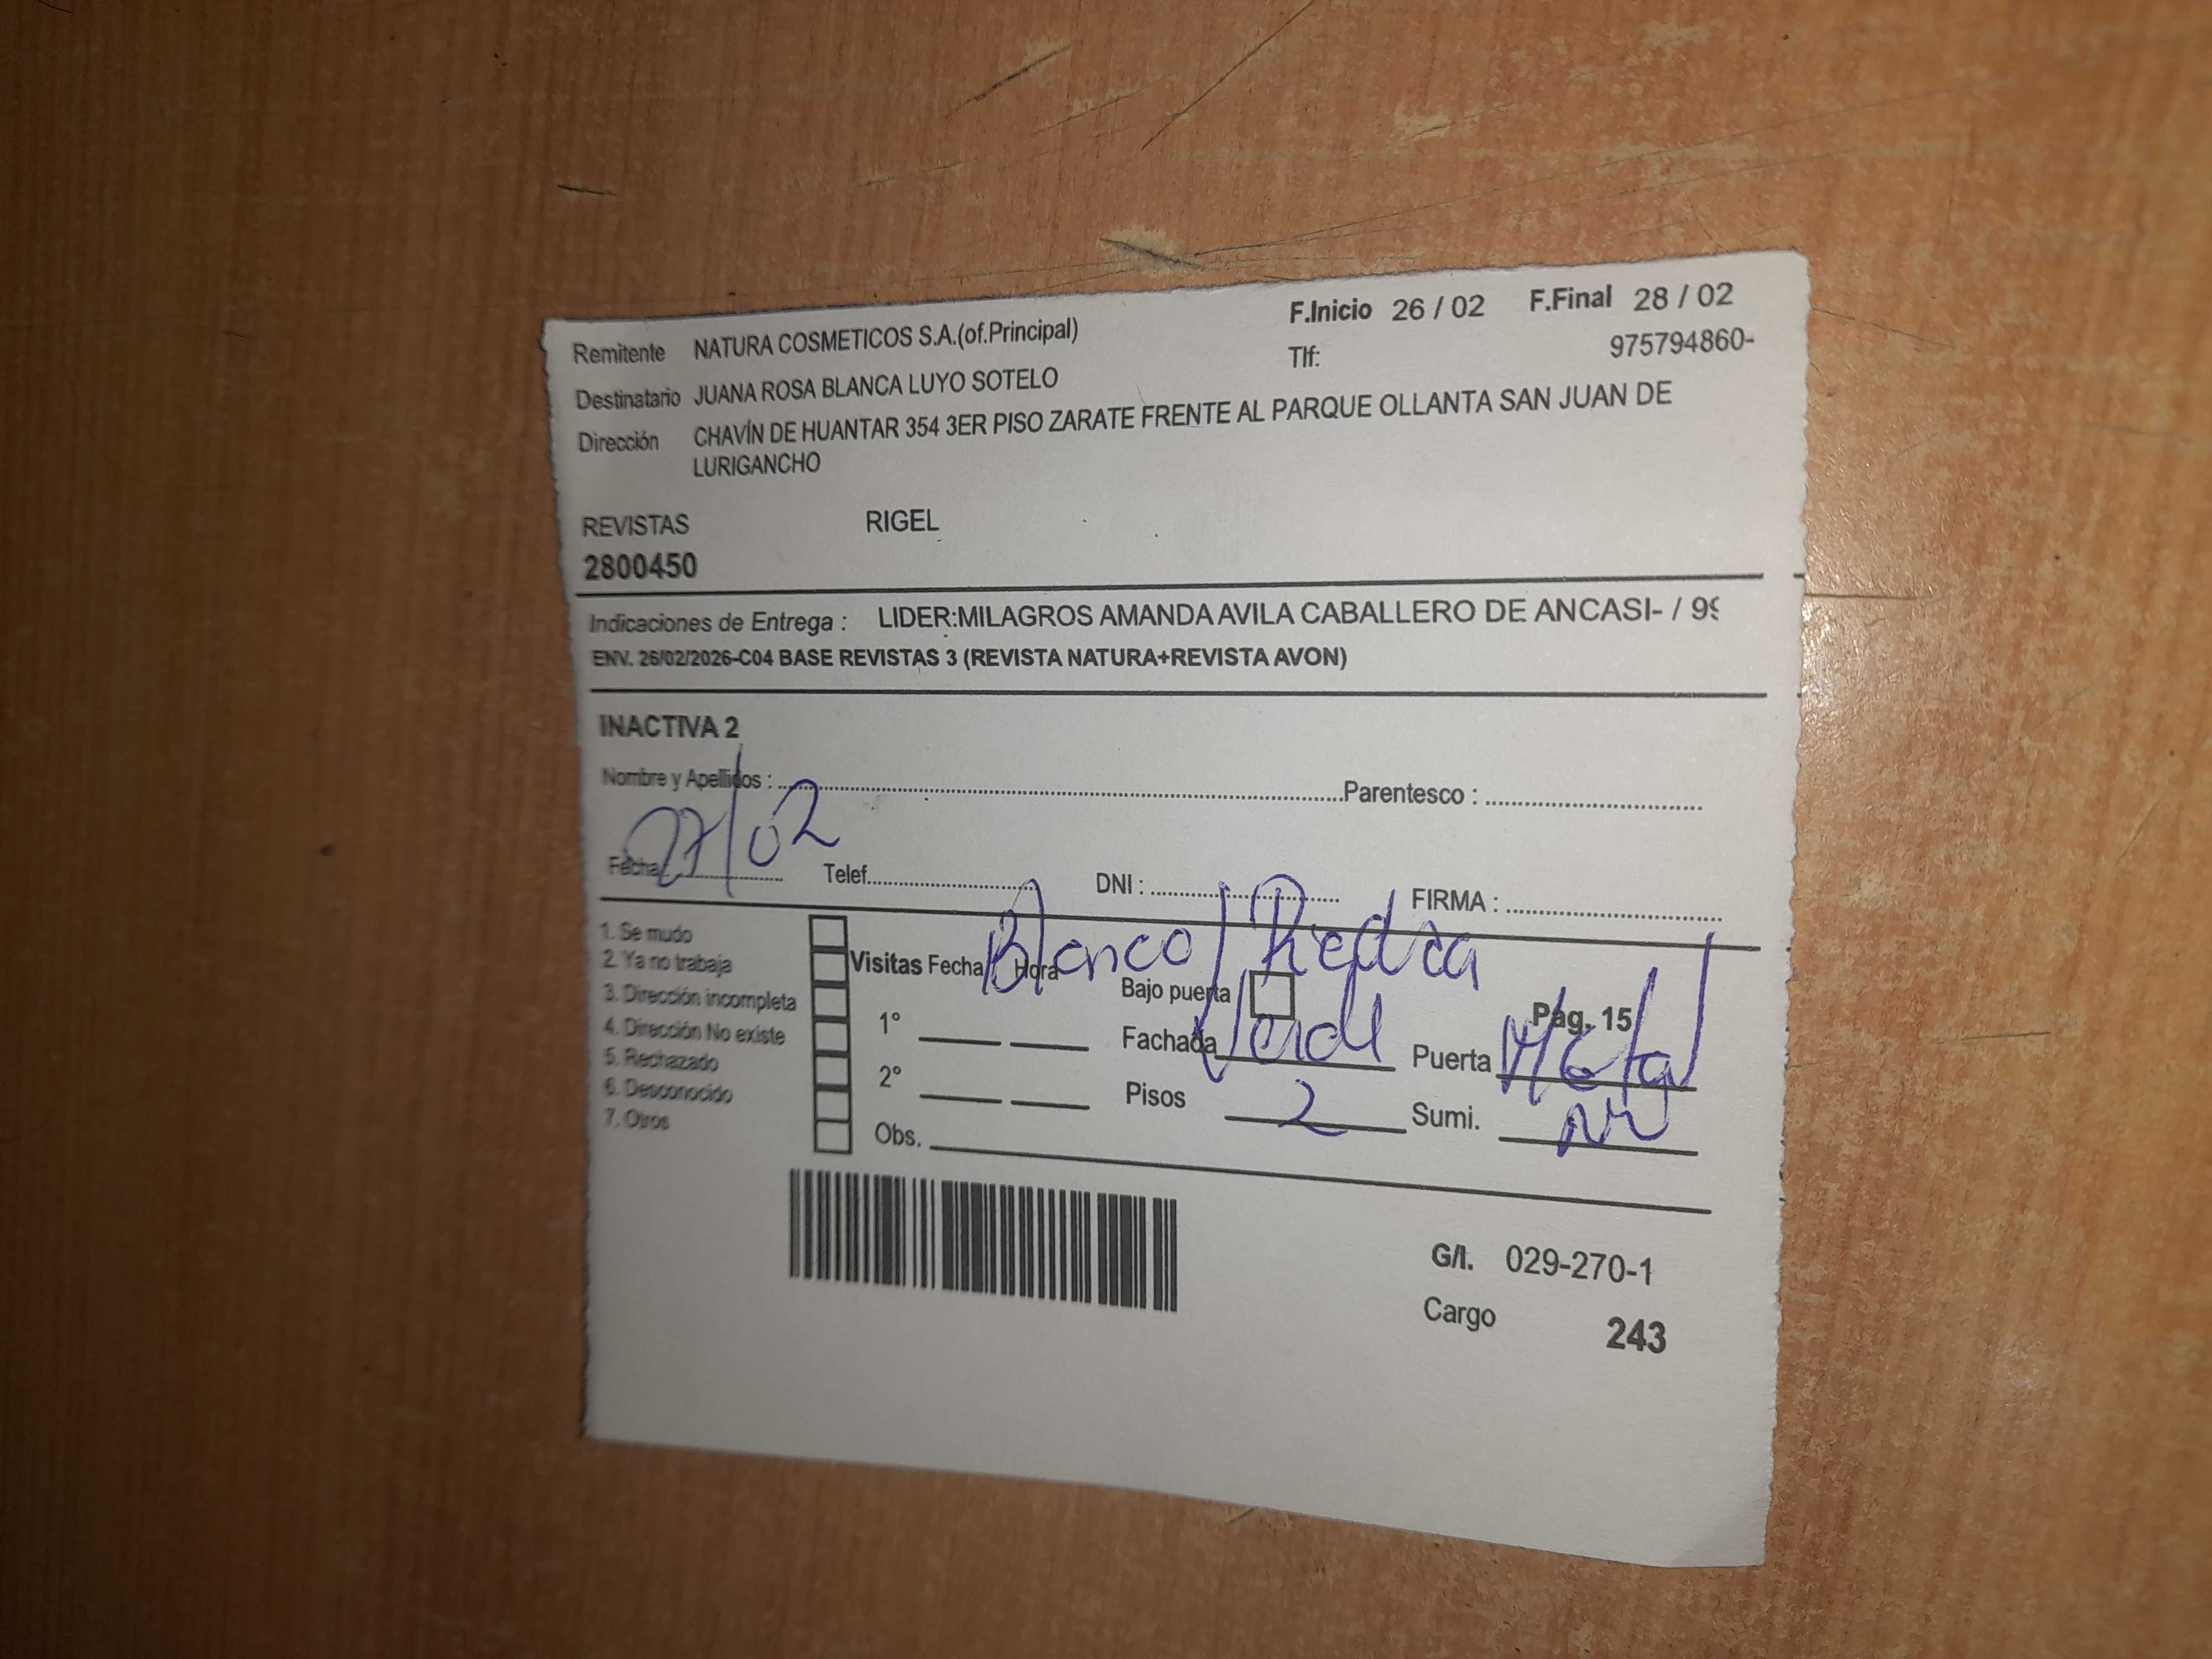 Remitente NATURA COSMETICOS S.A.(of.Principal) F.Inicio 26 / 02 F.Final 28 / 02
Tlf: 975794860-
Destinatario JUANA ROSA BLANCA LUYO SOTELO
Dirección CHAVÍN DE HUANTAR 354 3ER PISO ZARATE FRENTE AL PARQUE OLLANTA SAN JUAN DE
LURIGANCHO
REVISTAS RIGEL
2800450
Indicaciones de Entrega : LIDER:MILAGROS AMANDA AVILA CABALLERO DE ANCASI- / 99
ENV. 26/02/2026-C04 BASE REVISTAS 3 (REVISTA NATURA+REVISTA AVON)
INACTIVA 2
Nombre y Apellidos : Parentesco :
Fecha : 27/02 Telef. DNI : FIRMA :
1. Se mudo
2. Ya no trabaja
3. Dirección incompleta
4. Dirección No existe
5. Rechazado
6. Desconocido
7. Otros
Visitas Fecha / Hora
1°
2°
Obs.
Blanco / Piedra
Bajo puerta Pág. 15
Fachada Verde Puerta Metal
Pisos 2 Sumi.
G/I. 029-270-1
Cargo 243